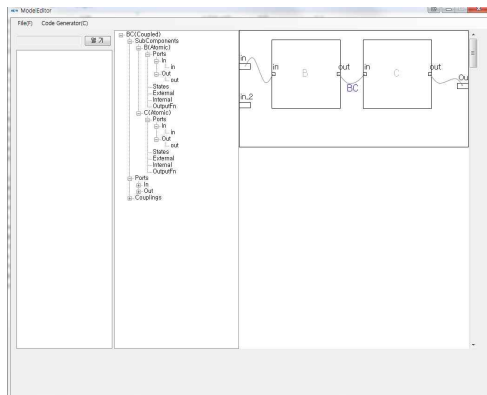 ModelEditor
File(F) Code Generator(C)
열기
BC(Coupled)
SubComponents
B(Atomic)
Ports
In
in
Out
out
States
External
Internal
OutputFn
C(Atomic)
Ports
In
in
Out
out
States
External
Internal
OutputFn
Ports
In
Out
Couplings
in
in_2
in
B
out
BC
in
C
out
Ou